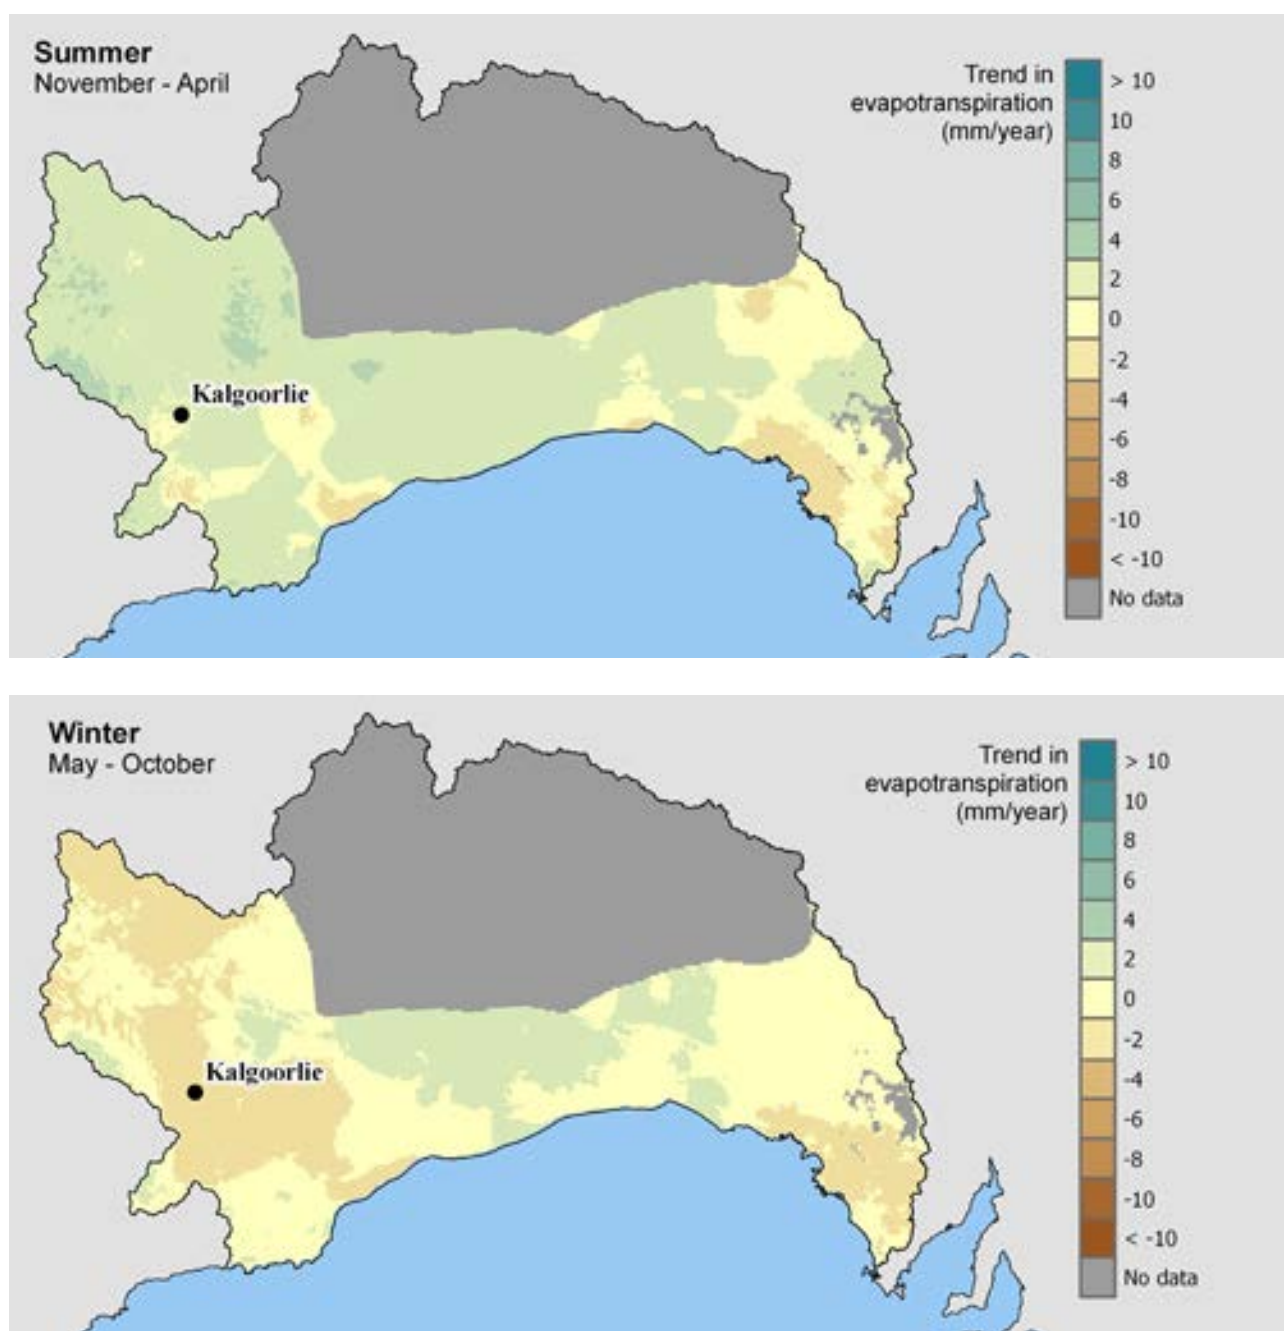 Summer
November - April
Trend in
evapotranspiration
(mm/year)
> 10
10
8
6
4
2
0
-2
-4
-6
-8
-10
< -10
No data
Kalgoorlie
Winter
May - October
Trend in
evapotranspiration
(mm/year)
> 10
10
8
6
4
2
0
-2
-4
-6
-8
-10
< -10
No data
Kalgoorlie